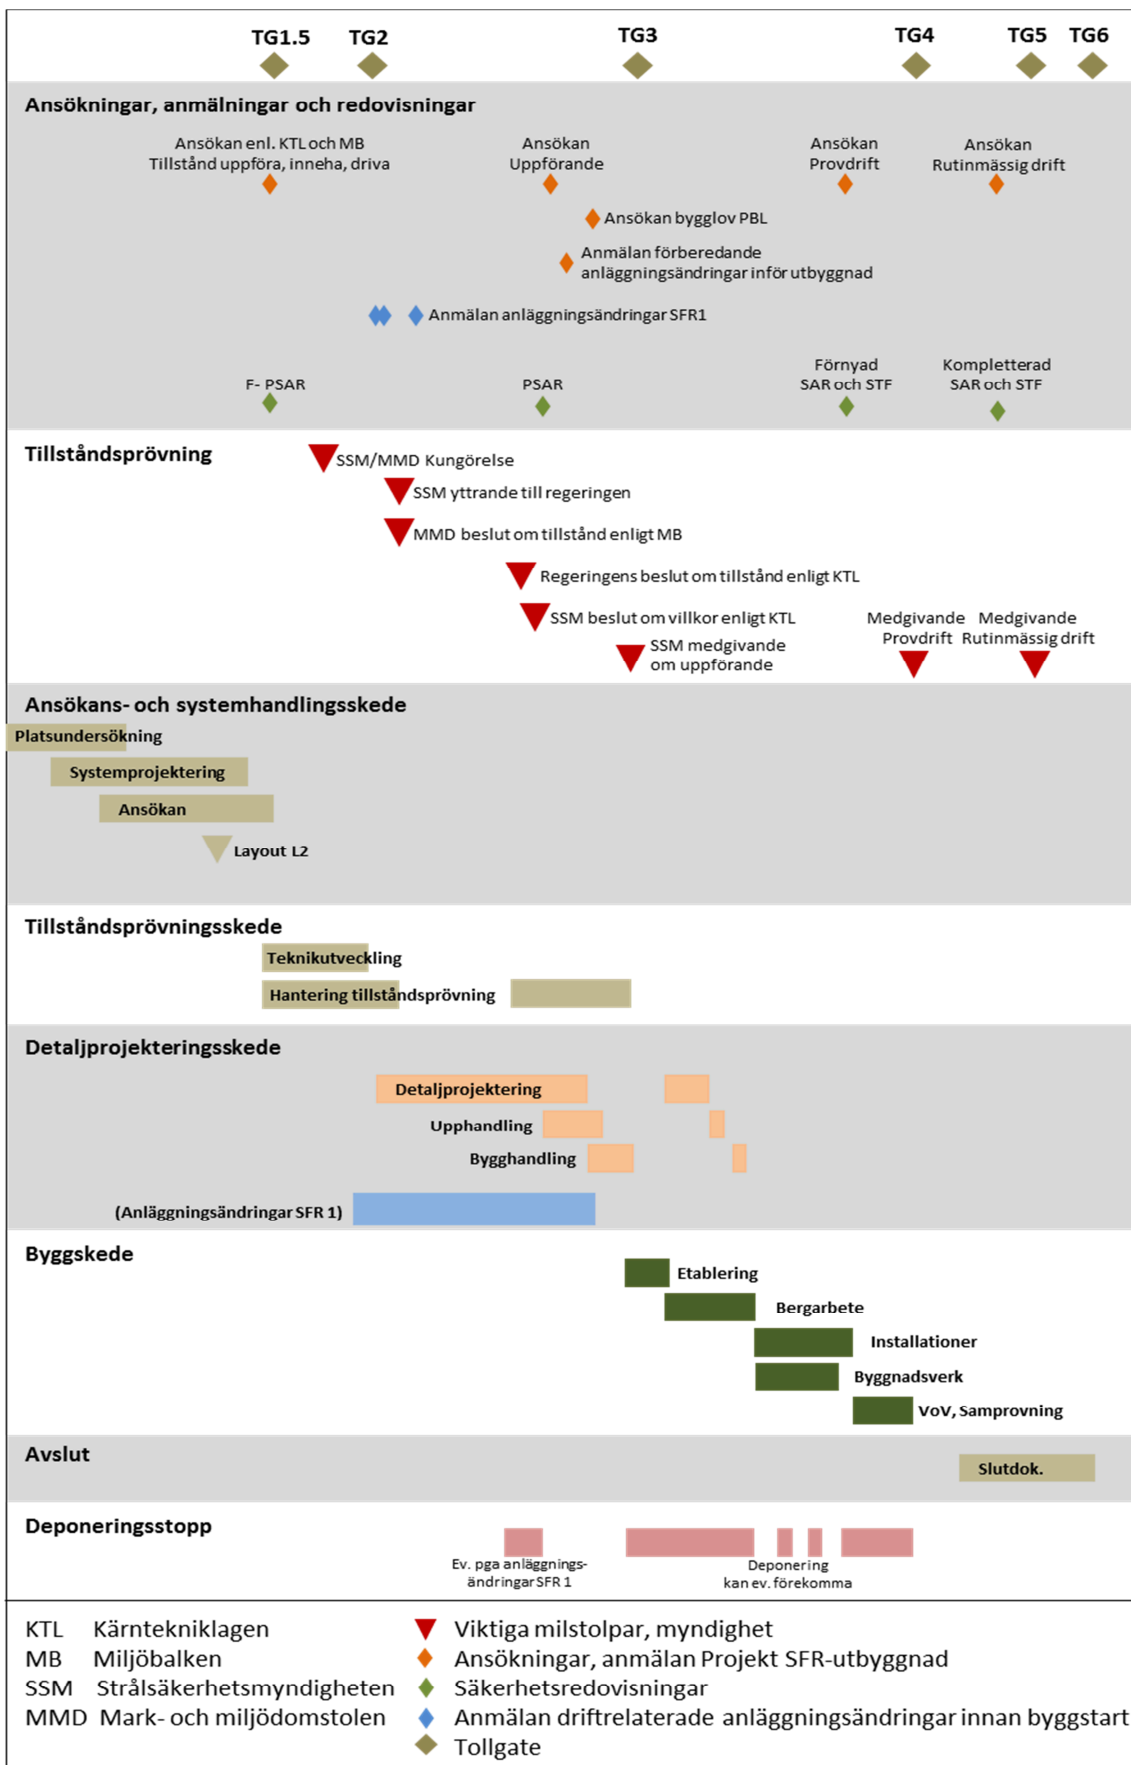 TG1.5 TG2 TG3 TG4 TG5 TG6
Ansökningar, anmälningar och redovisningar
Ansökan enl. KTL och MB
Tillstånd uppföra, inneha, driva
Ansökan
Uppförande
Ansökan
Provdrift
Ansökan
Rutinmässig drift
Ansökan bygglov PBL
Anmälan förberedande
anläggningsändringar inför utbyggnad
Anmälan anläggningsändringar SFR1
F- PSAR
PSAR
Förnyad
SAR och STF
Kompletterad
SAR och STF
Tillståndsprövning
SSM/MMD Kungörelse
SSM yttrande till regeringen
MMD beslut om tillstånd enligt MB
Regeringens beslut om tillstånd enligt KTL
SSM beslut om villkor enligt KTL
SSM medgivande
om uppförande
Medgivande
Provdrift
Medgivande
Rutinmässig drift
Ansökans- och systemhandlingsskede
Platsundersökning
Systemprojektering
Ansökan
Layout L2
Tillståndsprövningsskede
Teknikutveckling
Hantering tillståndsprövning
Detaljprojekteringsskede
Detaljprojektering
Upphandling
Bygghandling
(Anläggningsändringar SFR 1)
Byggskede
Etablering
Bergarbete
Installationer
Byggnadsverk
VoV, Samprovning
Avslut
Slutdok.
Deponeringsstopp
Ev. pga anläggnings-
ändringar SFR 1
Deponering
kan ev. förekomma
KTL Kärntekniklagen
MB Miljöbalken
SSM Strålsäkerhetsmyndigheten
MMD Mark- och miljödomstolen
Viktiga milstolpar, myndighet
Ansökningar, anmälan Projekt SFR-utbyggnad
Säkerhetsredovisningar
Anmälan driftrelaterade anläggningsändringar innan byggstart
Tollgate